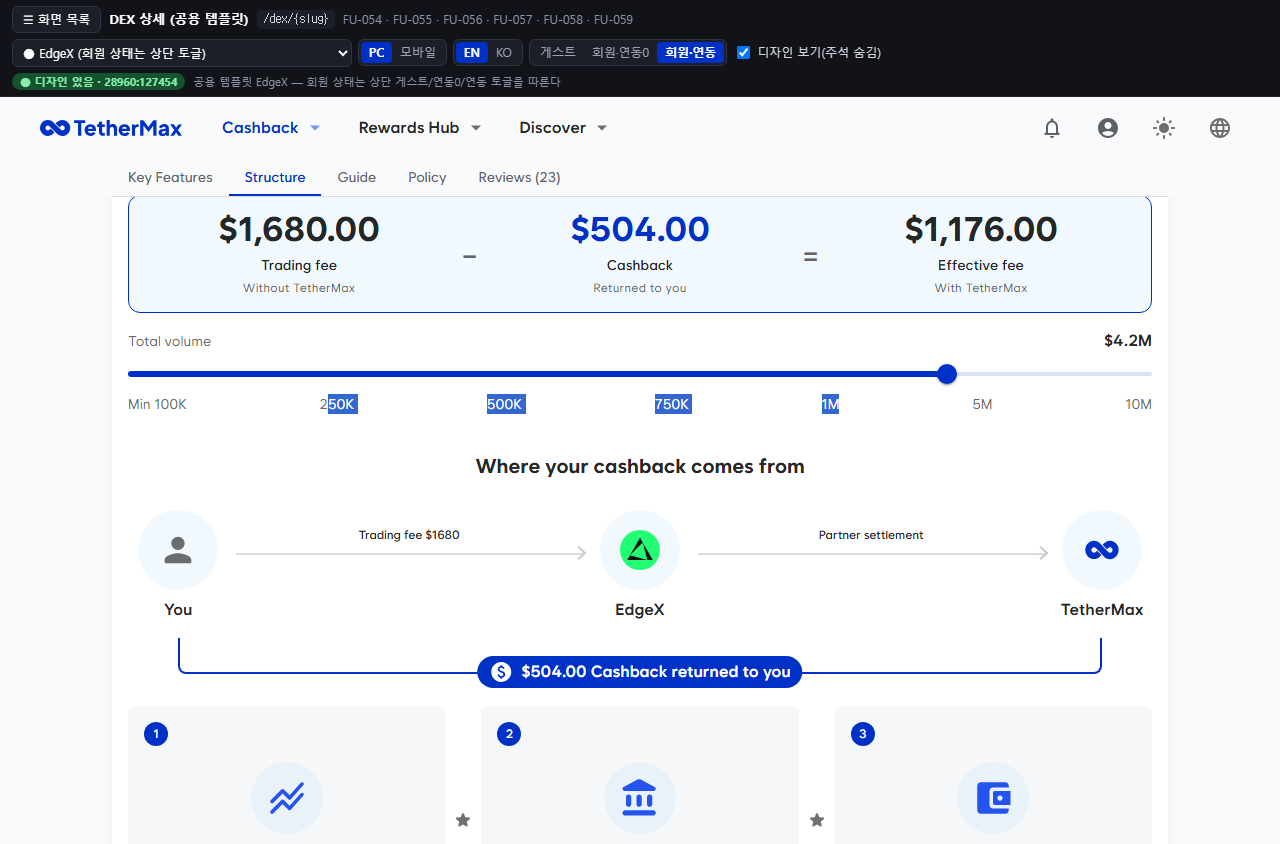 ☰ 화면 목록 DEX 상세 (공용 템플릿) /dex/{slug} FU-054 · FU-055 · FU-056 · FU-057 · FU-058 · FU-059
● EdgeX (회원 상태는 상단 토글) PC 모바일 EN KO 게스트 회원·연동0 회원·연동 디자인 보기(주석 숨김)
● 디자인 있음 · 28960:127454 공용 템플릿 EdgeX — 회원 상태는 상단 게스트/연동0/연동 토글을 따른다
TetherMax Cashback Rewards Hub Discover
Key Features Structure Guide Policy Reviews (23)
$1,680.00 − $504.00 = $1,176.00
Trading fee Cashback Effective fee
Without TetherMax Returned to you With TetherMax
Total volume $4.2M
Min 100K 250K 500K 750K 1M 5M 10M
Where your cashback comes from
Trading fee $1680 Partner settlement
You EdgeX TetherMax
$504.00 Cashback returned to you
1 2 3